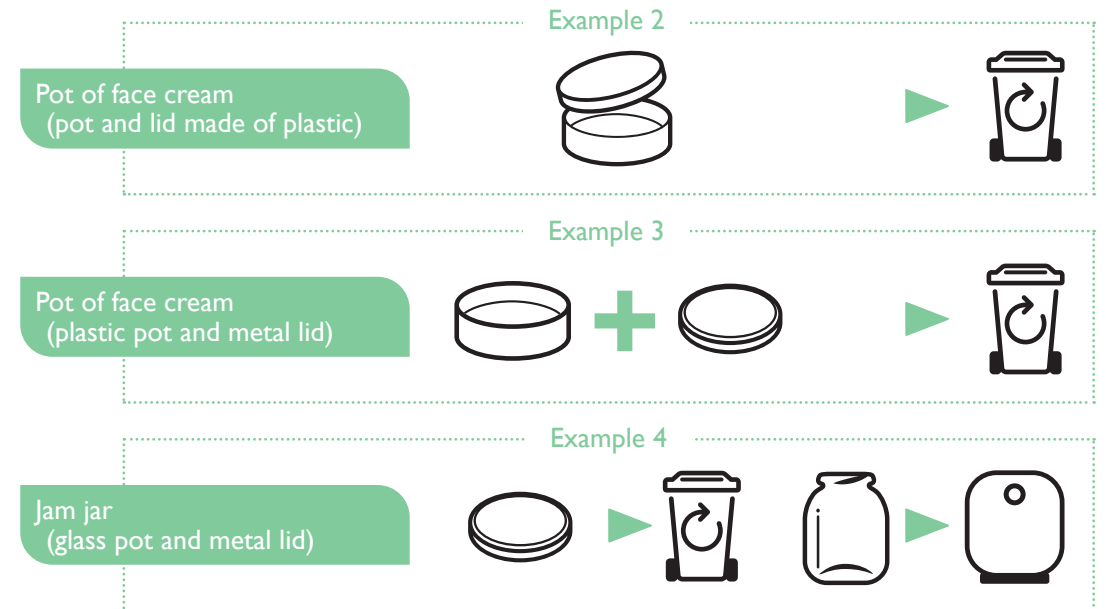 Example 2
Pot of face cream
(pot and lid made of plastic)
Example 3
Pot of face cream
(plastic pot and metal lid)
Example 4
Jam jar
(glass pot and metal lid)